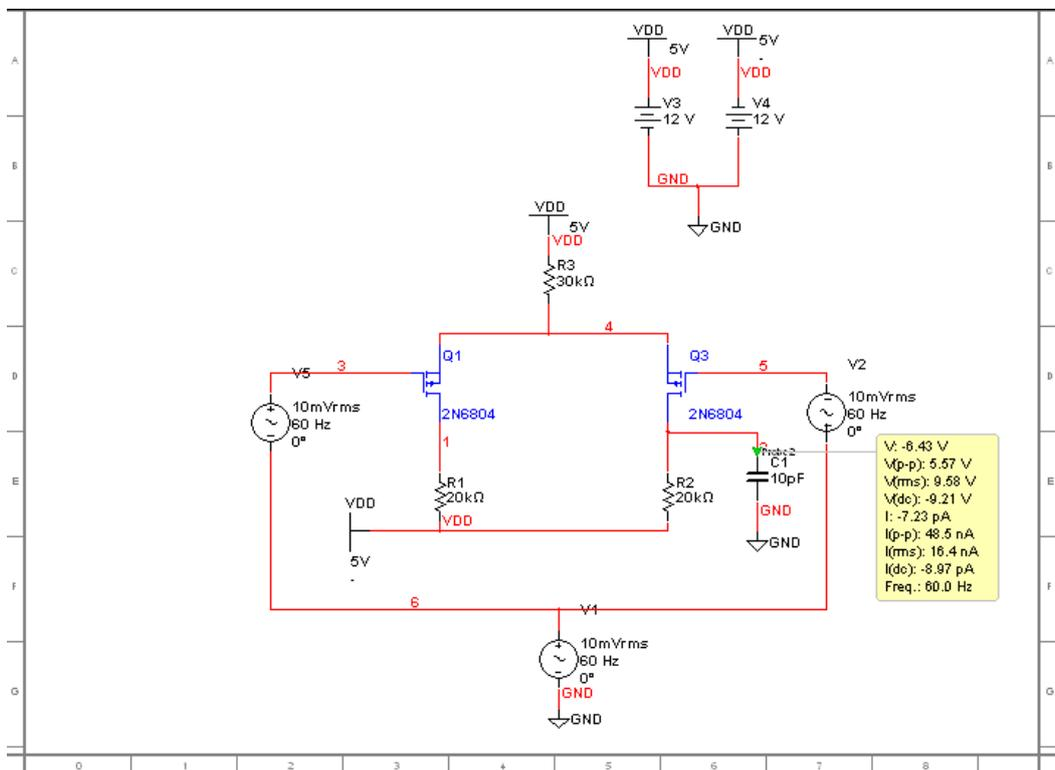 VDD
5V
VDD
V3
12 V
VDD
5V
-
VDD
V4
12 V
GND
GND
VDD
5V
VDD
R3
30kΩ
4
Q1
2N6804
Q3
2N6804
3
V5
10mVrms
60 Hz
0°
5
V2
10mVrms
60 Hz
0°
1
R1
20kΩ
VDD
R2
20kΩ
Probe2
C1
10pF
GND
GND
V: -6.43 V
V(p-p): 5.57 V
V(rms): 9.58 V
V(dc): -9.21 V
I: -7.23 pA
I(p-p): 48.5 nA
I(rms): 16.4 nA
I(dc): -8.97 pA
Freq.: 60.0 Hz
VDD
5V
-
6
V1
10mVrms
60 Hz
0°
GND
GND
A
B
C
D
E
F
G
A
B
C
D
E
F
G
0 1 2 3 4 5 6 7 8